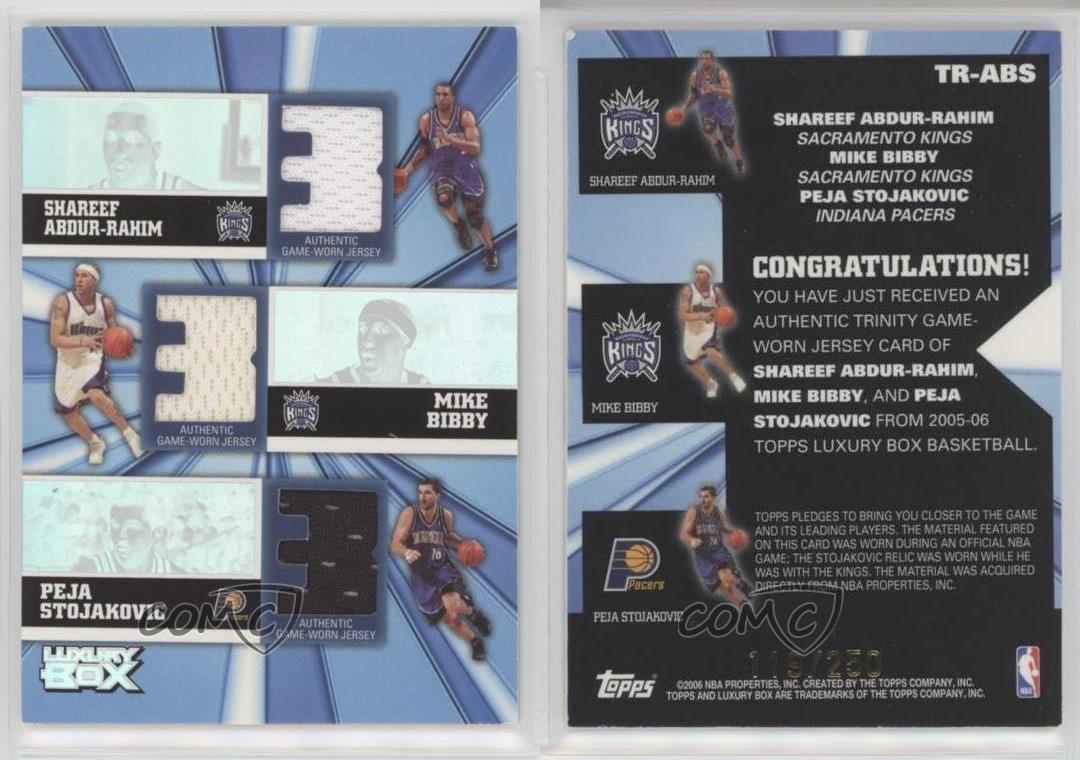 SHAREEF
ABDUR-RAHIM
KINGS
AUTHENTIC
GAME-WORN JERSEY
KINGS
MIKE
BIBBY
AUTHENTIC
GAME-WORN JERSEY
PEJA
STOJAKOVIC
Pacers
AUTHENTIC
GAME-WORN JERSEY
SACRAMENTO
16
COMC
LUXURY
BOX
TR-ABS
KINGS
SHAREEF ABDUR-RAHIM
SHAREEF ABDUR-RAHIM
SACRAMENTO KINGS
MIKE BIBBY
SACRAMENTO KINGS
PEJA STOJAKOVIC
INDIANA PACERS
KINGS
MIKE BIBBY
CONGRATULATIONS!
YOU HAVE JUST RECEIVED AN
AUTHENTIC TRINITY GAME-
WORN JERSEY CARD OF
SHAREEF ABDUR-RAHIM,
MIKE BIBBY, AND PEJA
STOJAKOVIC FROM 2005-06
TOPPS LUXURY BOX BASKETBALL.
Pacers
PEJA STOJAKOVIC
TOPPS PLEDGES TO BRING YOU CLOSER TO THE GAME
AND ITS LEADING PLAYERS. THE MATERIAL FEATURED
ON THIS CARD WAS WORN DURING AN OFFICIAL NBA
GAME; THE STOJAKOVIC RELIC WAS WORN WHILE HE
WAS WITH THE KINGS. THE MATERIAL WAS ACQUIRED
DIRECTLY FROM NBA PROPERTIES, INC.
COMC
119/250
TOPPS
©2006 NBA PROPERTIES, INC. CREATED BY THE TOPPS COMPANY, INC.
TOPPS AND LUXURY BOX ARE TRADEMARKS OF THE TOPPS COMPANY, INC.
NBA